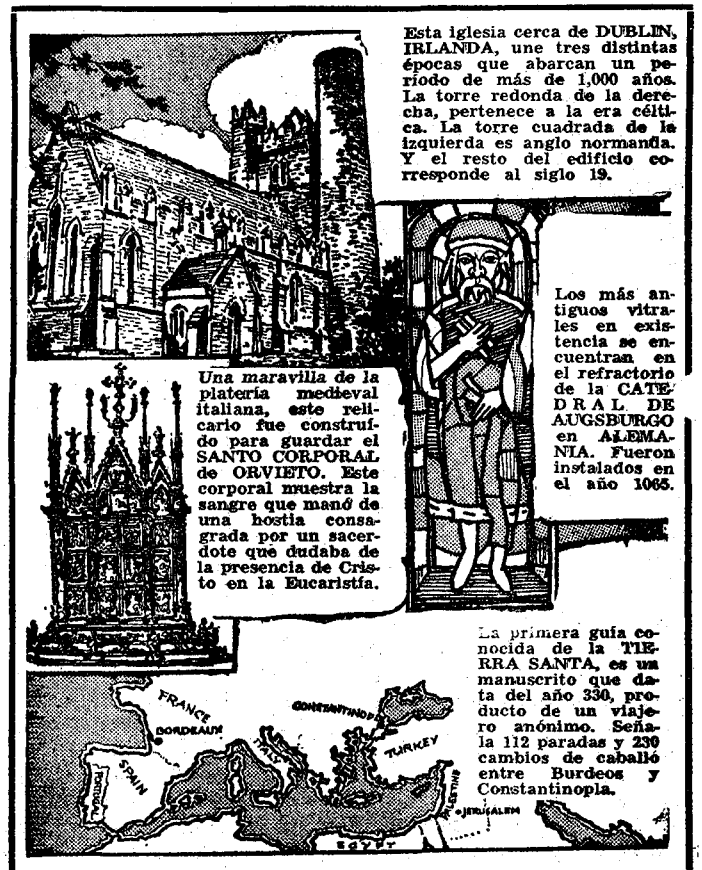 Esta iglesia cerca de DUBLIN,
IRLANDA, une tres distintas
épocas que abarcan un pe-
ríodo de más de 1,000 años.
La torre redonda de la dere-
cha, pertenece a la era célti-
ca. La torre cuadrada de la
izquierda es anglo normanda.
Y el resto del edificio co-
rresponde al siglo 19.
Los más an-
tiguos vitra-
les en exis-
tencia se en-
cuentran en
el refractorio
de la CATE-
DRAL DE
AUGSBURGO
en ALEMA-
NIA. Fueron
instalados en
el año 1065.
Una maravilla de la
platería medieval
italiana, este reli-
cario fue construí-
do para guardar el
SANTO CORPORAL
de ORVIETO. Este
corporal muestra la
sangre que manó de
una hostia consa-
grada por un sacer-
dote que dudaba de
la presencia de Cris-
to en la Eucaristía.
La primera guía co-
nocida de la TIE-
RRA SANTA, es un
manuscrito que da-
ta del año 330, pro-
ducto de un viaje-
ro anónimo. Seña-
la 112 paradas y 230
cambios de caballo
entre Burdeos y
Constantinopla.
FRANCE
BORDEAUX
SPAIN
PORTUGAL
ITALY
CONSTANTINOPLE
TURKEY
PALESTINE
JERUSALEM
EGYPT